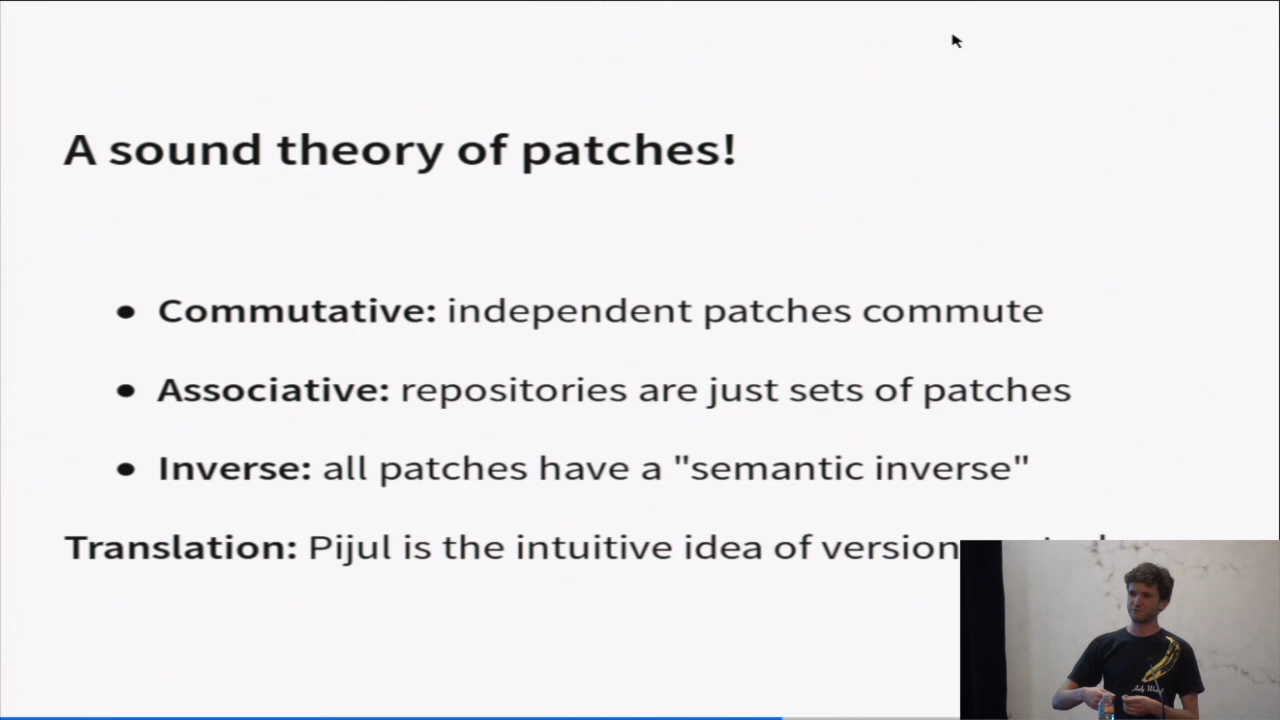 A sound theory of patches!
• Commutative: independent patches commute
• Associative: repositories are just sets of patches
• Inverse: all patches have a "semantic inverse"
Translation: Pijul is the intuitive idea of version